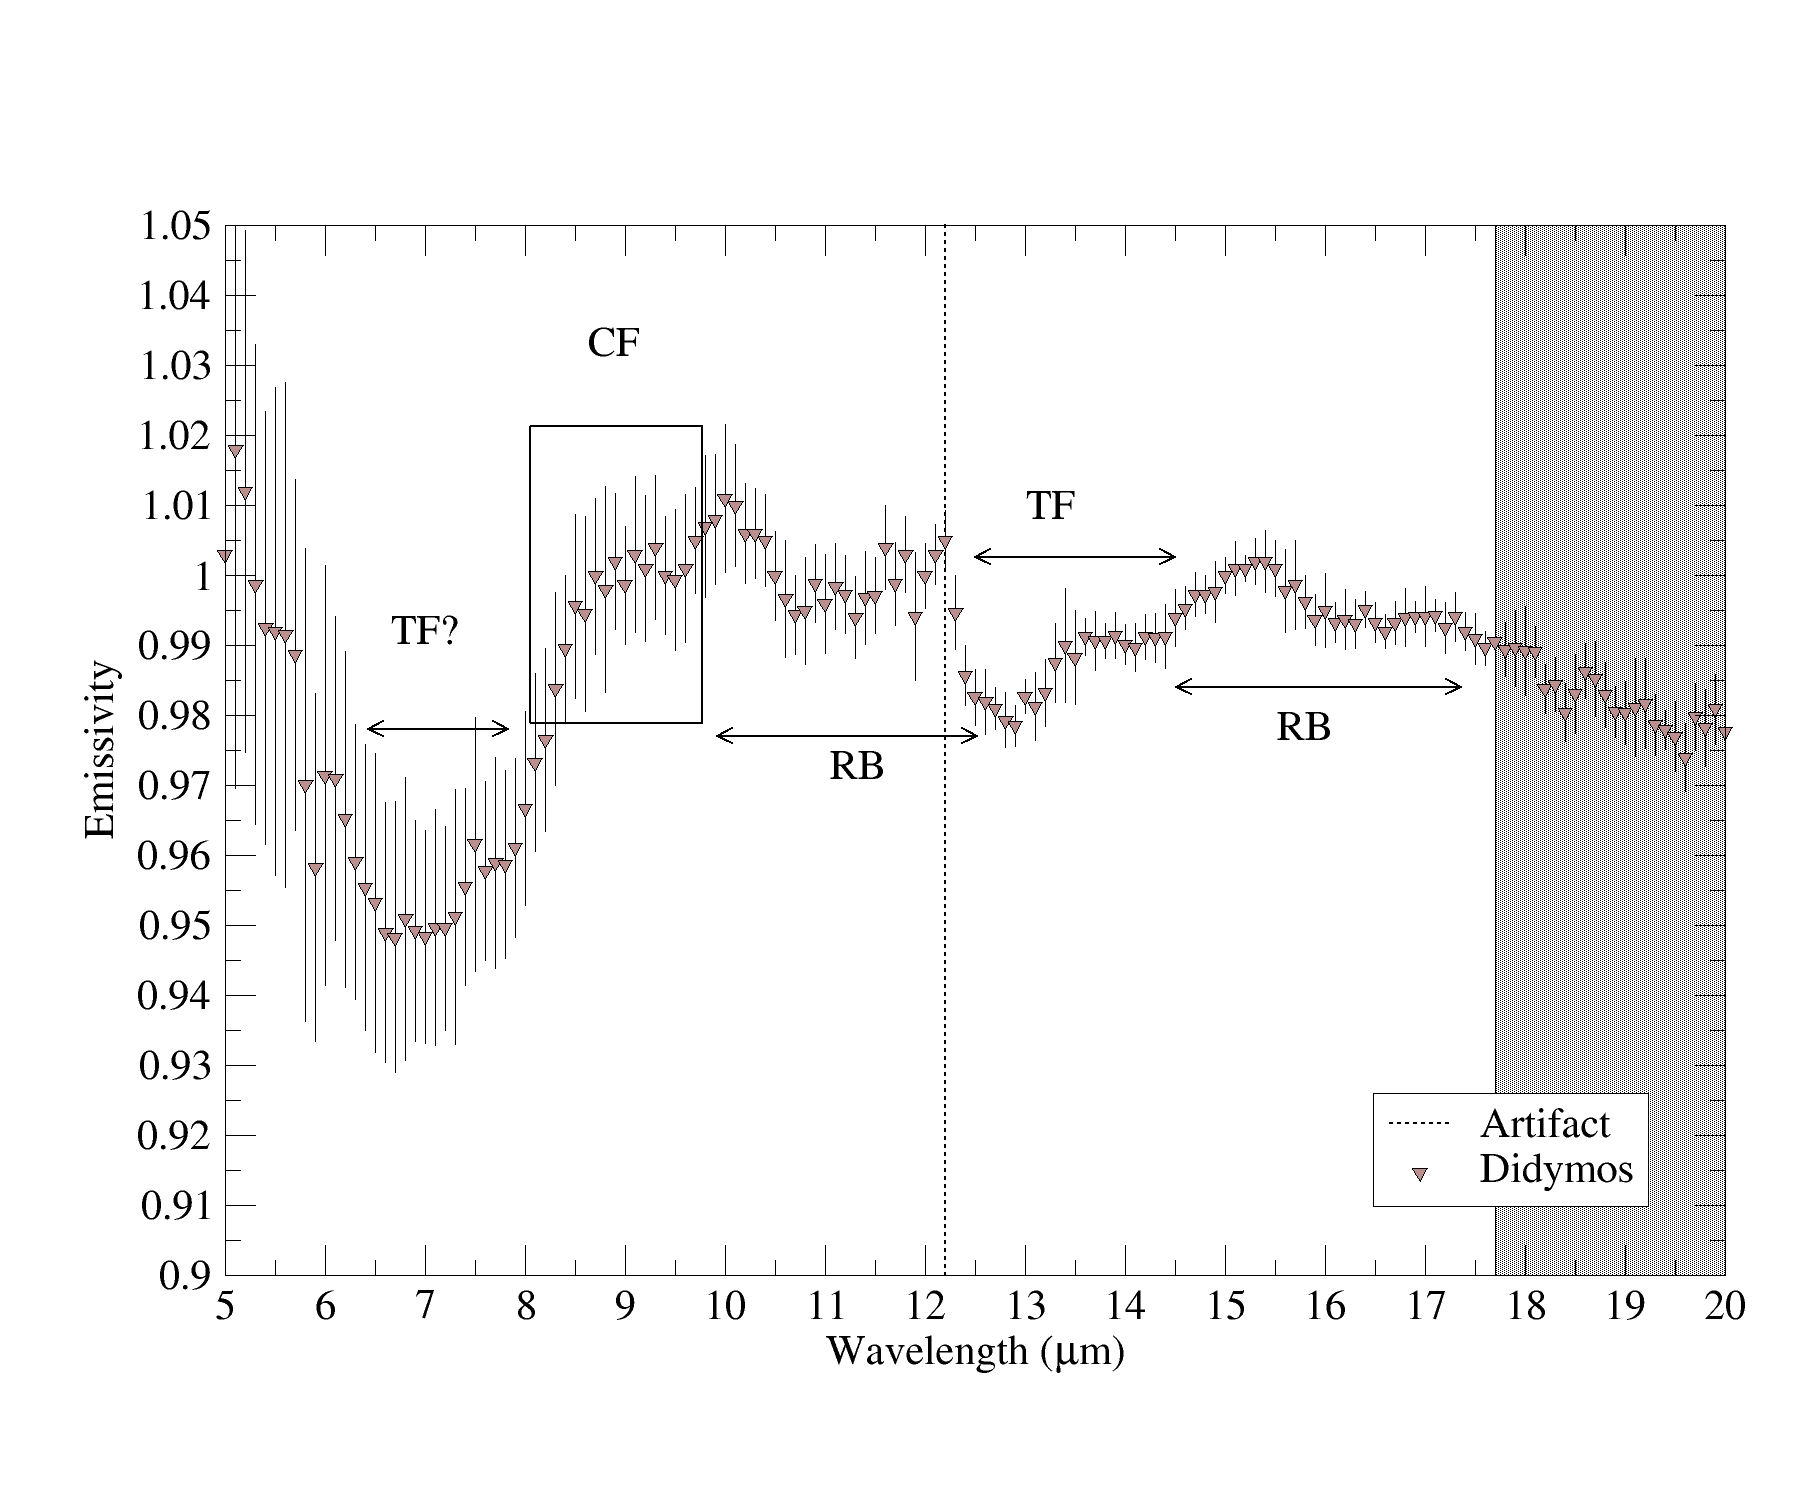 1.05
1.04
1.03
1.02
1.01
1
0.99
0.98
0.97
0.96
0.95
0.94
0.93
0.92
0.91
0.9
Emissivity
CF
TF
TF?
RB
RB
Artifact
Didymos
5 6 7 8 9 10 11 12 13 14 15 16 17 18 19 20
Wavelength (µm)